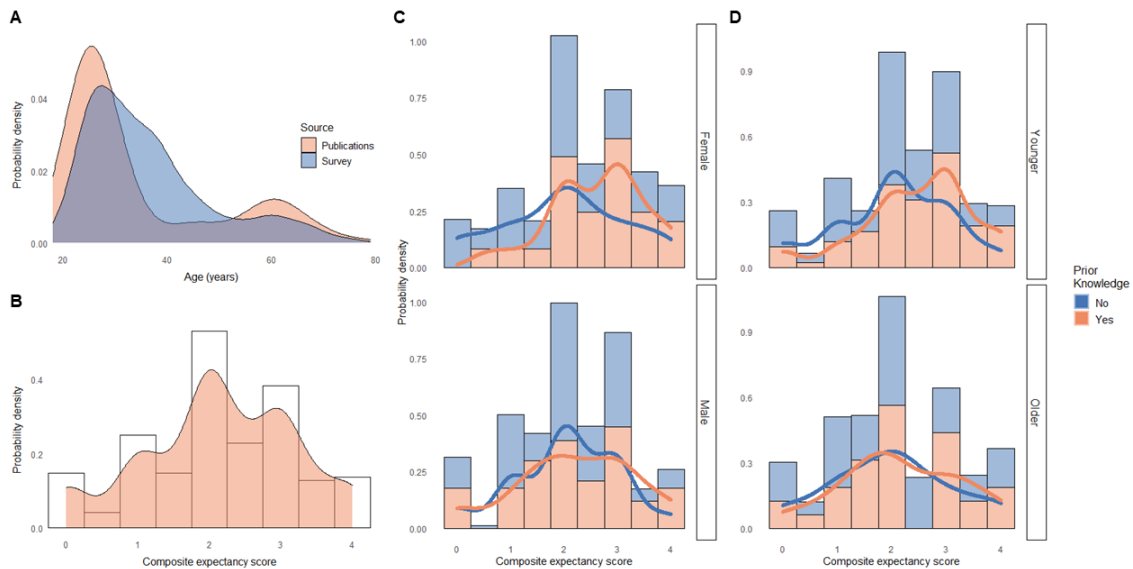 A
Probability density
0.04
0.02
0.00
20
40
60
80
Age (years)
Source
Publications
Survey
B
Probability density
0.4
0.2
0.0
0
1
2
3
4
Composite expectancy score
C
Probability density
1.00
0.75
0.50
0.25
0.00
Female
1.00
0.75
0.50
0.25
0.00
Male
0
1
2
3
4
Composite expectancy score
D
0.9
0.6
0.3
0.0
Younger
0.9
0.6
0.3
0.0
Older
0
1
2
3
4
Composite expectancy score
Prior
Knowledge
No
Yes